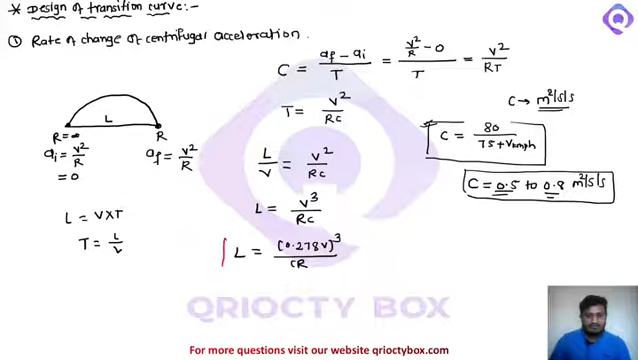 * Design of transition curve:
① Rate of change of centrifugal acceleration.
C = (af - ai)/T = (v²/R - 0)/T = v²/RT
C → m²/s/s
T = v²/RC
C = 80/(75 + Vkmph)
L
R = ∞
R
ai = v²/R
= 0
af = v²/R
L/v = v²/RC
C = 0.5 to 0.8 m²/s/s
L = V×T
L = v³/RC
T = L/v
L = (0.278V)³/CR
QRIOCTY BOX
For more questions visit our website qrioctybox.com